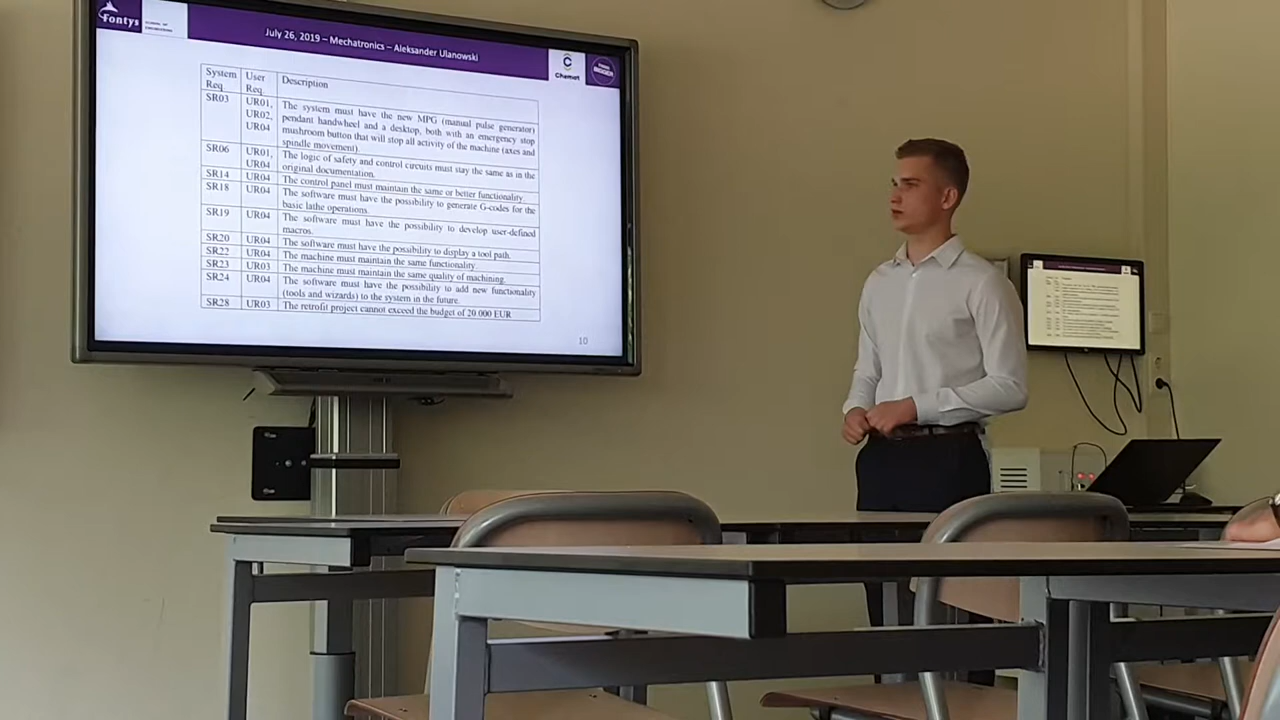 Fontys
July 26, 2019 – Mechatronics – Aleksander Ulanowski
Chemet
System Req. User Req. Description
SR03 UR01, UR02, UR04 The system must have the new MPG (manual pulse generator)
pendant handwheel and a desktop, both with an emergency stop
mushroom button that will stop all activity of the machine (axes and
spindle movement).
SR06 UR01, UR04 The logic of safety and control circuits must stay the same as in the
original documentation.
SR14 UR04 The control panel must maintain the same or better functionality.
SR18 UR04 The software must have the possibility to generate G-codes for the
basic lathe operations.
SR19 UR04 The software must have the possibility to develop user-defined
macros.
SR20 UR04 The software must have the possibility to display a tool path.
SR22 UR04 The machine must maintain the same functionality.
SR23 UR03 The machine must maintain the same quality of machining.
SR24 UR04 The software must have the possibility to add new functionality
(tools and wizards) to the system in the future.
SR28 UR03 The retrofit project cannot exceed the budget of 20 000 EUR
10